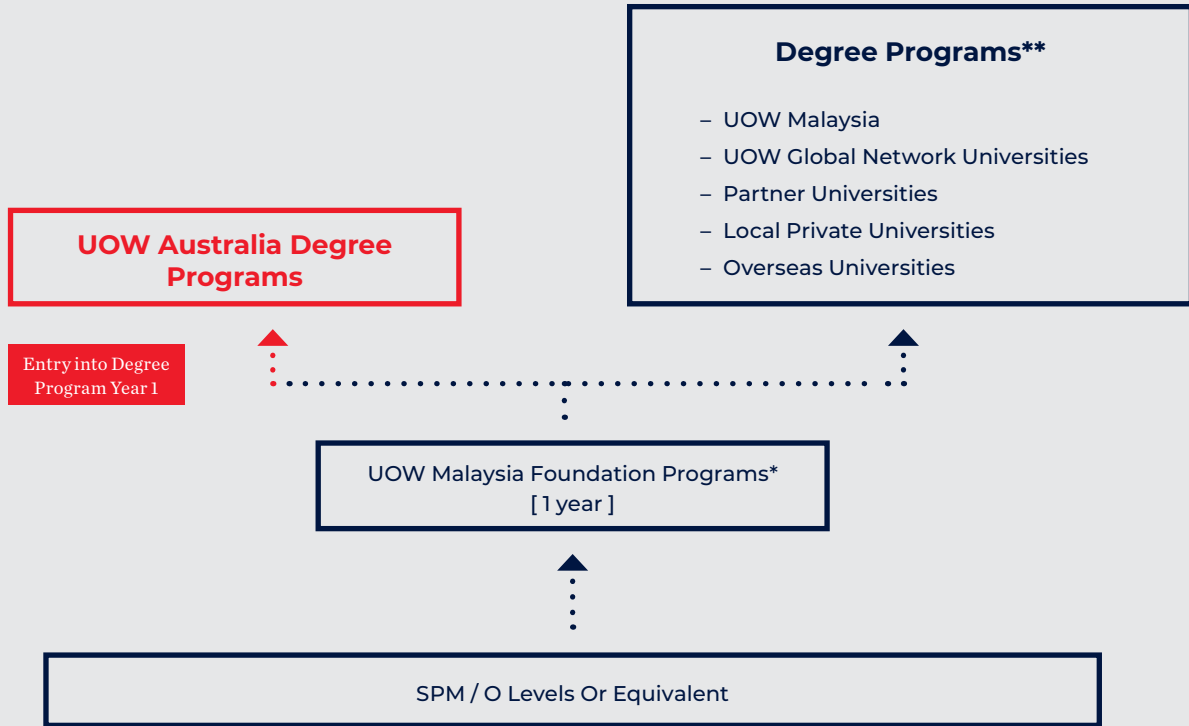 Degree Programs**
– UOW Malaysia
– UOW Global Network Universities
– Partner Universities
– Local Private Universities
– Overseas Universities
UOW Australia Degree
Programs
Entry into Degree
Program Year 1
UOW Malaysia Foundation Programs*
[ 1 year ]
SPM / O Levels Or Equivalent